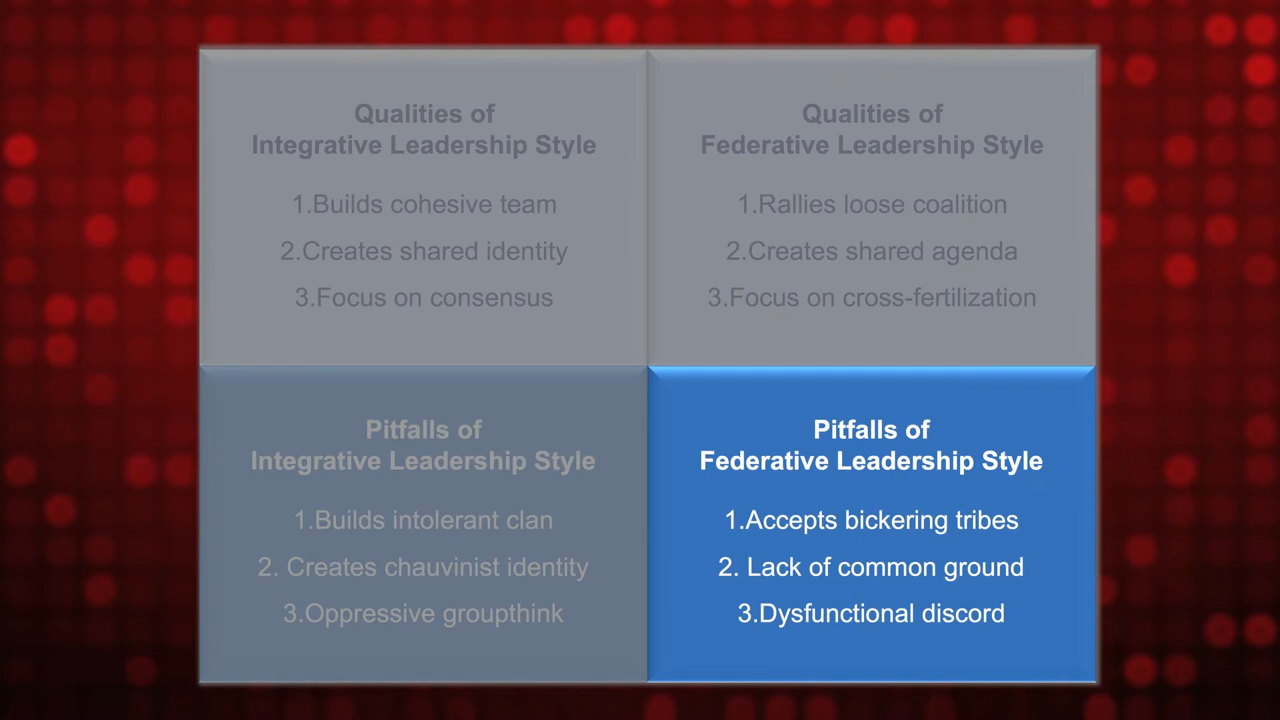 Qualities of
Integrative Leadership Style
1.Builds cohesive team
2.Creates shared identity
3.Focus on consensus
Qualities of
Federative Leadership Style
1.Rallies loose coalition
2.Creates shared agenda
3.Focus on cross-fertilization
Pitfalls of
Integrative Leadership Style
1.Builds intolerant clan
2. Creates chauvinist identity
3.Oppressive groupthink
Pitfalls of
Federative Leadership Style
1.Accepts bickering tribes
2. Lack of common ground
3.Dysfunctional discord